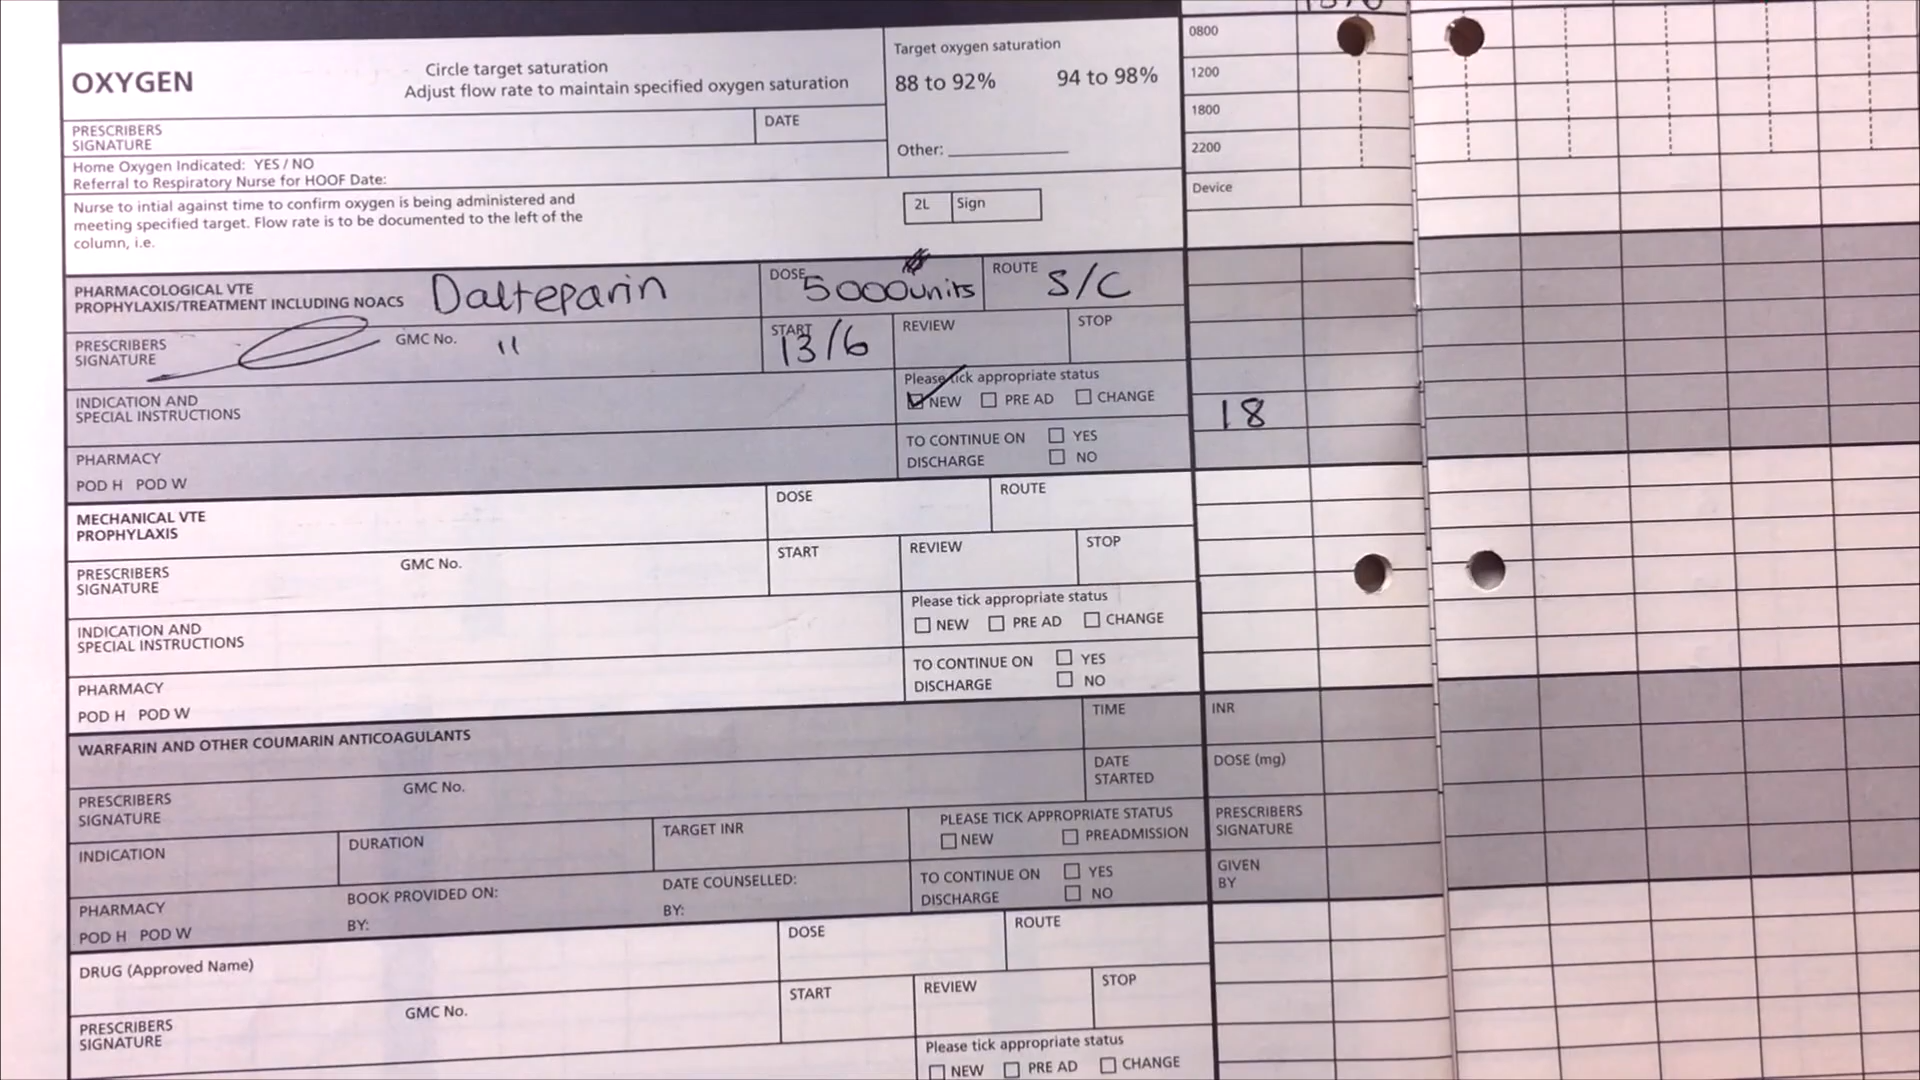 OXYGEN
Circle target saturation
Adjust flow rate to maintain specified oxygen saturation
Target oxygen saturation
88 to 92% 94 to 98%
Other:
PRESCRIBERS
SIGNATURE
DATE
Home Oxygen Indicated: YES / NO
Referral to Respiratory Nurse for HOOF Date:
Nurse to intial against time to confirm oxygen is being administered and
meeting specified target. Flow rate is to be documented to the left of the
column, i.e.
2L Sign
0800
1200
1800
2200
Device
PHARMACOLOGICAL VTE
PROPHYLAXIS/TREATMENT INCLUDING NOACS
Dalteparin
DOSE
5000units
ROUTE
S/C
PRESCRIBERS
SIGNATURE
GMC No. "
START
13/6
REVIEW
STOP
INDICATION AND
SPECIAL INSTRUCTIONS
Please tick appropriate status
NEW PRE AD CHANGE
18
PHARMACY
POD H POD W
TO CONTINUE ON
DISCHARGE
YES
NO
MECHANICAL VTE
PROPHYLAXIS
DOSE
ROUTE
PRESCRIBERS
SIGNATURE
GMC No.
START
REVIEW
STOP
INDICATION AND
SPECIAL INSTRUCTIONS
Please tick appropriate status
NEW PRE AD CHANGE
PHARMACY
POD H POD W
TO CONTINUE ON
DISCHARGE
YES
NO
WARFARIN AND OTHER COUMARIN ANTICOAGULANTS
TIME
INR
PRESCRIBERS
SIGNATURE
GMC No.
DATE
STARTED
DOSE (mg)
INDICATION
DURATION
TARGET INR
PLEASE TICK APPROPRIATE STATUS
NEW PREADMISSION
PRESCRIBERS
SIGNATURE
PHARMACY
POD H POD W
BOOK PROVIDED ON:
BY:
DATE COUNSELLED:
BY:
TO CONTINUE ON
DISCHARGE
YES
NO
GIVEN
BY
DRUG (Approved Name)
DOSE
ROUTE
PRESCRIBERS
SIGNATURE
GMC No.
START
REVIEW
STOP
Please tick appropriate status
NEW PRE AD CHANGE